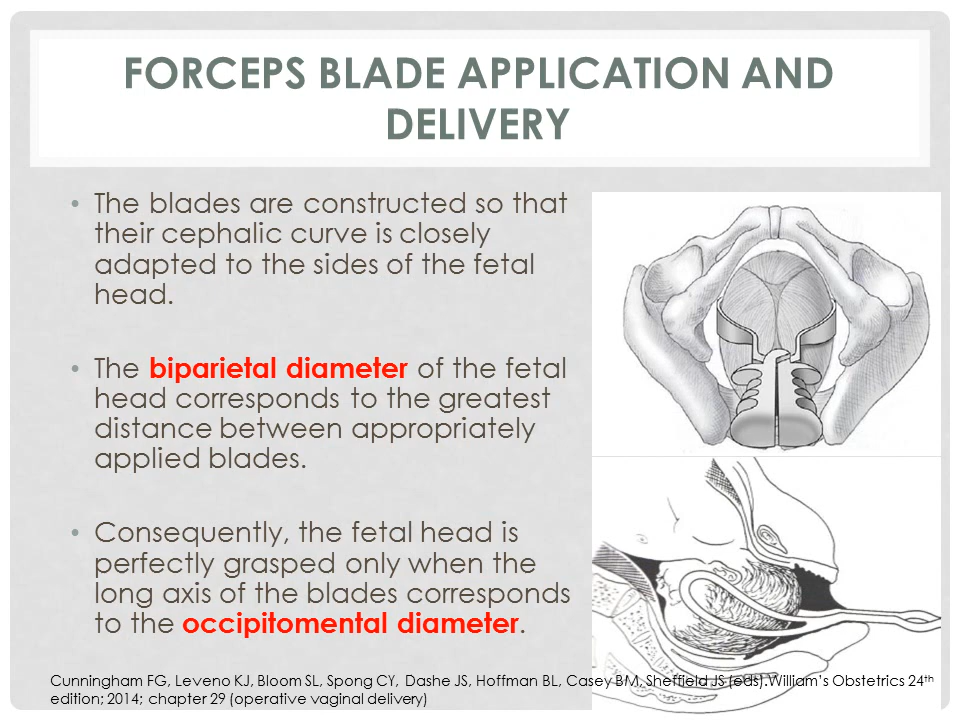 FORCEPS BLADE APPLICATION AND
DELIVERY
• The blades are constructed so that
their cephalic curve is closely
adapted to the sides of the fetal
head.
• The biparietal diameter of the fetal
head corresponds to the greatest
distance between appropriately
applied blades.
• Consequently, the fetal head is
perfectly grasped only when the
long axis of the blades corresponds
to the occipitomental diameter.
Cunningham FG, Leveno KJ, Bloom SL, Spong CY, Dashe JS, Hoffman BL, Casey BM, Sheffield JS (eds).William’s Obstetrics 24th
edition; 2014; chapter 29 (operative vaginal delivery)